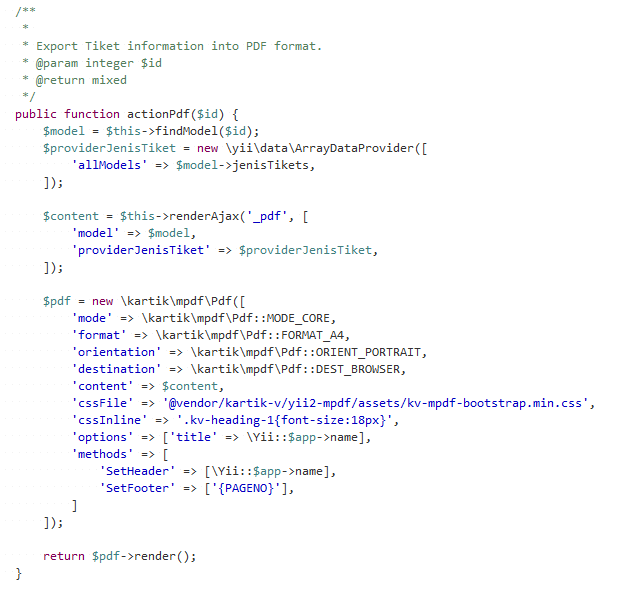 /**
 *
 * Export Tiket information into PDF format.
 * @param integer $id
 * @return mixed
 */
public function actionPdf($id) {
    $model = $this->findModel($id);
    $providerJenisTiket = new \yii\data\ArrayDataProvider([
        'allModels' => $model->jenisTikets,
    ]);

    $content = $this->renderAjax('_pdf', [
        'model' => $model,
        'providerJenisTiket' => $providerJenisTiket,
    ]);

    $pdf = new \kartik\mpdf\Pdf([
        'mode' => \kartik\mpdf\Pdf::MODE_CORE,
        'format' => \kartik\mpdf\Pdf::FORMAT_A4,
        'orientation' => \kartik\mpdf\Pdf::ORIENT_PORTRAIT,
        'destination' => \kartik\mpdf\Pdf::DEST_BROWSER,
        'content' => $content,
        'cssFile' => '@vendor/kartik-v/yii2-mpdf/assets/kv-mpdf-bootstrap.min.css',
        'cssInline' => '.kv-heading-1{font-size:18px}',
        'options' => ['title' => \Yii::$app->name],
        'methods' => [
            'SetHeader' => [\Yii::$app->name],
            'SetFooter' => ['{PAGENO}'],
        ]
    ]);

    return $pdf->render();
}